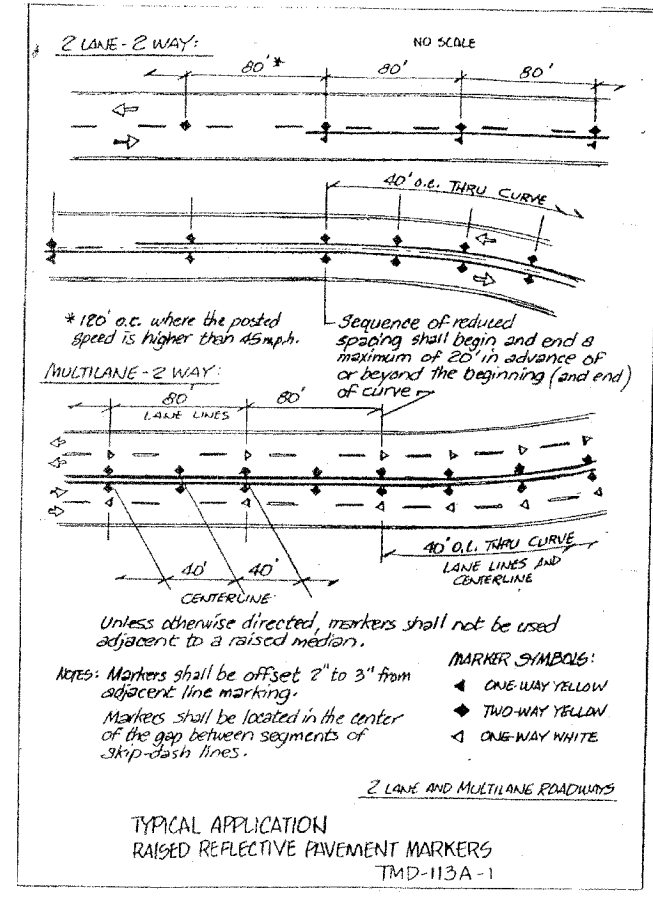 2 LANE - 2 WAY:
NO SCALE
80'*
80'
80'
40' o.c. THRU CURVE
* 120' o.c. where the posted
speed is higher than 45 m.p.h.
Sequence of reduced
spacing shall begin and end a
maximum of 20' in advance of
or beyond the beginning (and end)
of curve
MULTILANE - 2 WAY:
80'
LANE LINES
80'
40' O.C. THRU CURVE
LANE LINES AND
CENTERLINE
40'
40'
CENTERLINE
Unless otherwise directed, markers shall not be used
adjacent to a raised median.
NOTES: Markers shall be offset 2" to 3" from
adjacent line marking.
Markers shall be located in the center
of the gap between segments of
skip-dash lines.
MARKER SYMBOLS:
ONE-WAY YELLOW
TWO-WAY YELLOW
ONE-WAY WHITE
2 LANE AND MULTILANE ROADWAYS
TYPICAL APPLICATION
RAISED REFLECTIVE PAVEMENT MARKERS
TMD-113A-1